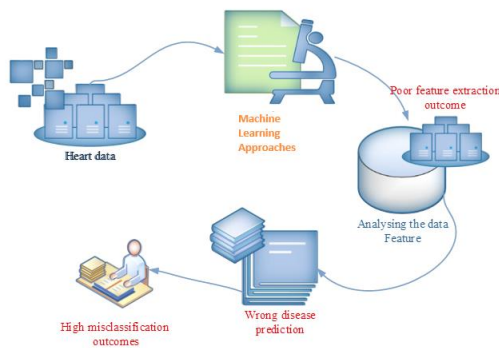 Heart data
Machine
Learning
Approaches
Poor feature extraction
outcome
Analysing the data
Feature
Wrong disease
prediction
High misclassification
outcomes